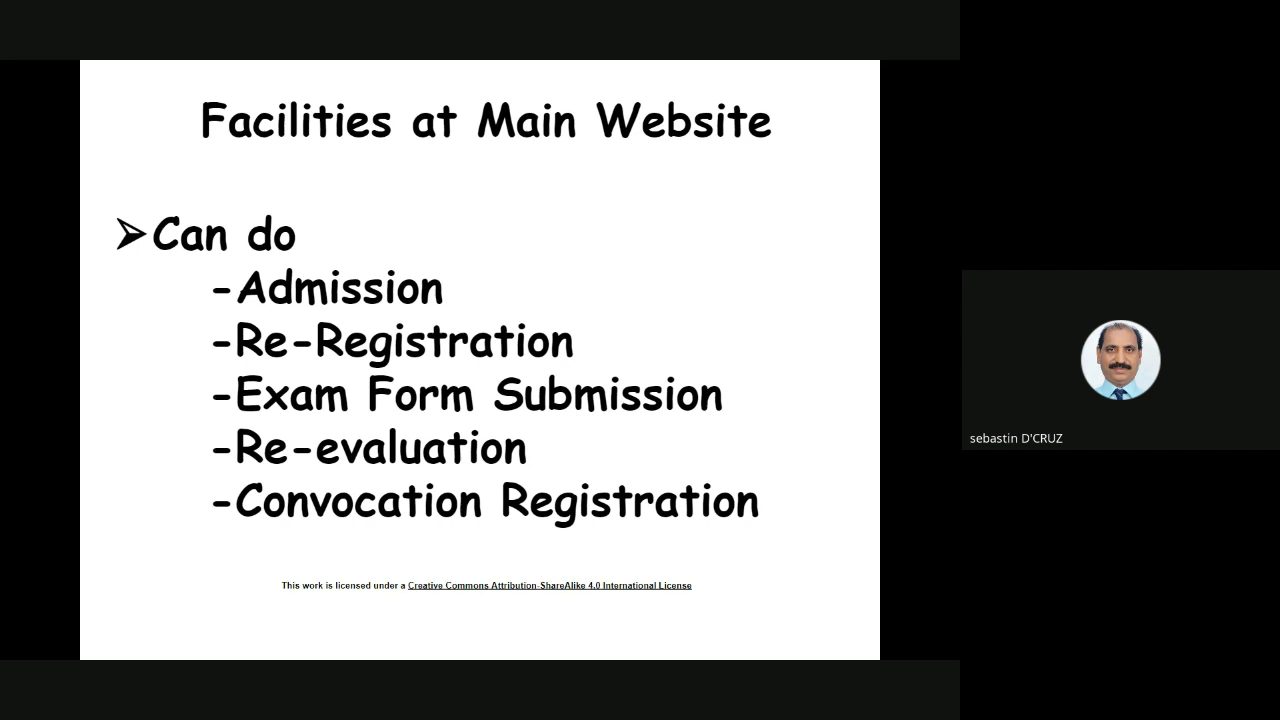 Facilities at Main Website
➢Can do
-Admission
-Re-Registration
-Exam Form Submission
-Re-evaluation
-Convocation Registration
This work is licensed under a Creative Commons Attribution-ShareAlike 4.0 International License
sebastin D'CRUZ